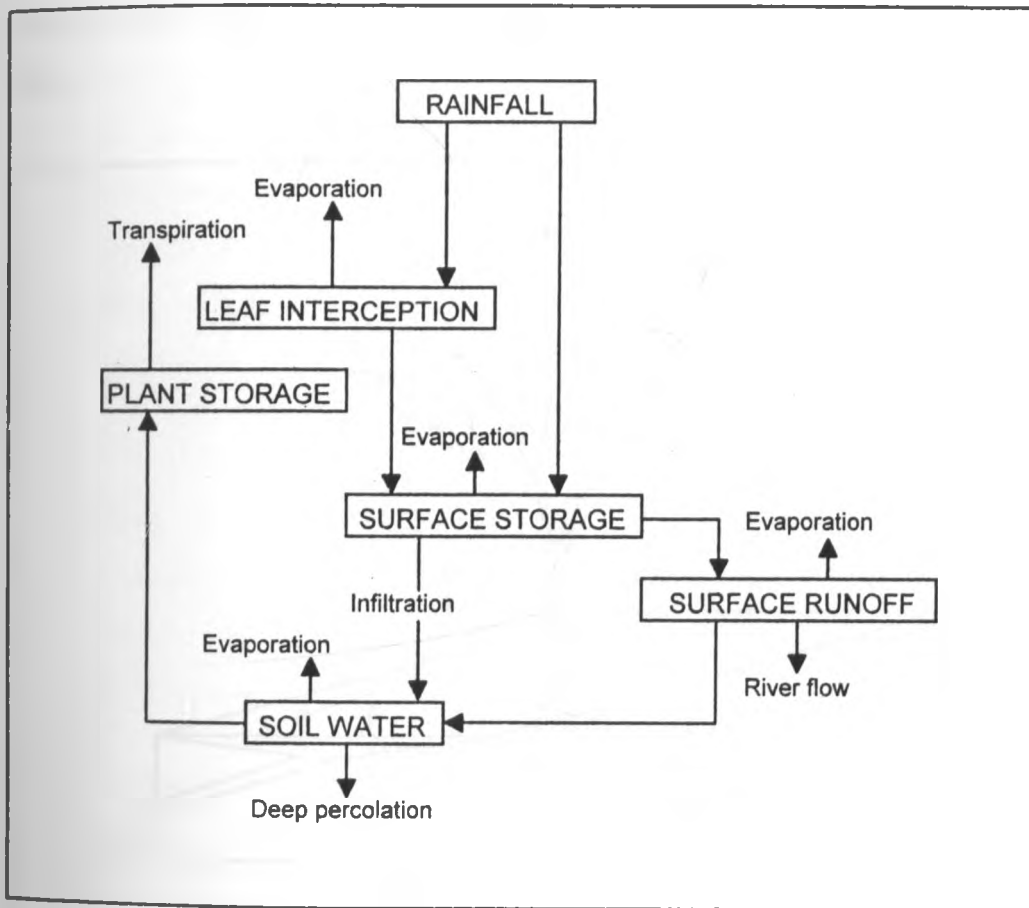 RAINFALL
Evaporation
Transpiration
LEAF INTERCEPTION
PLANT STORAGE
Evaporation
SURFACE STORAGE
Evaporation
Infiltration
SURFACE RUNOFF
Evaporation
River flow
SOIL WATER
Deep percolation